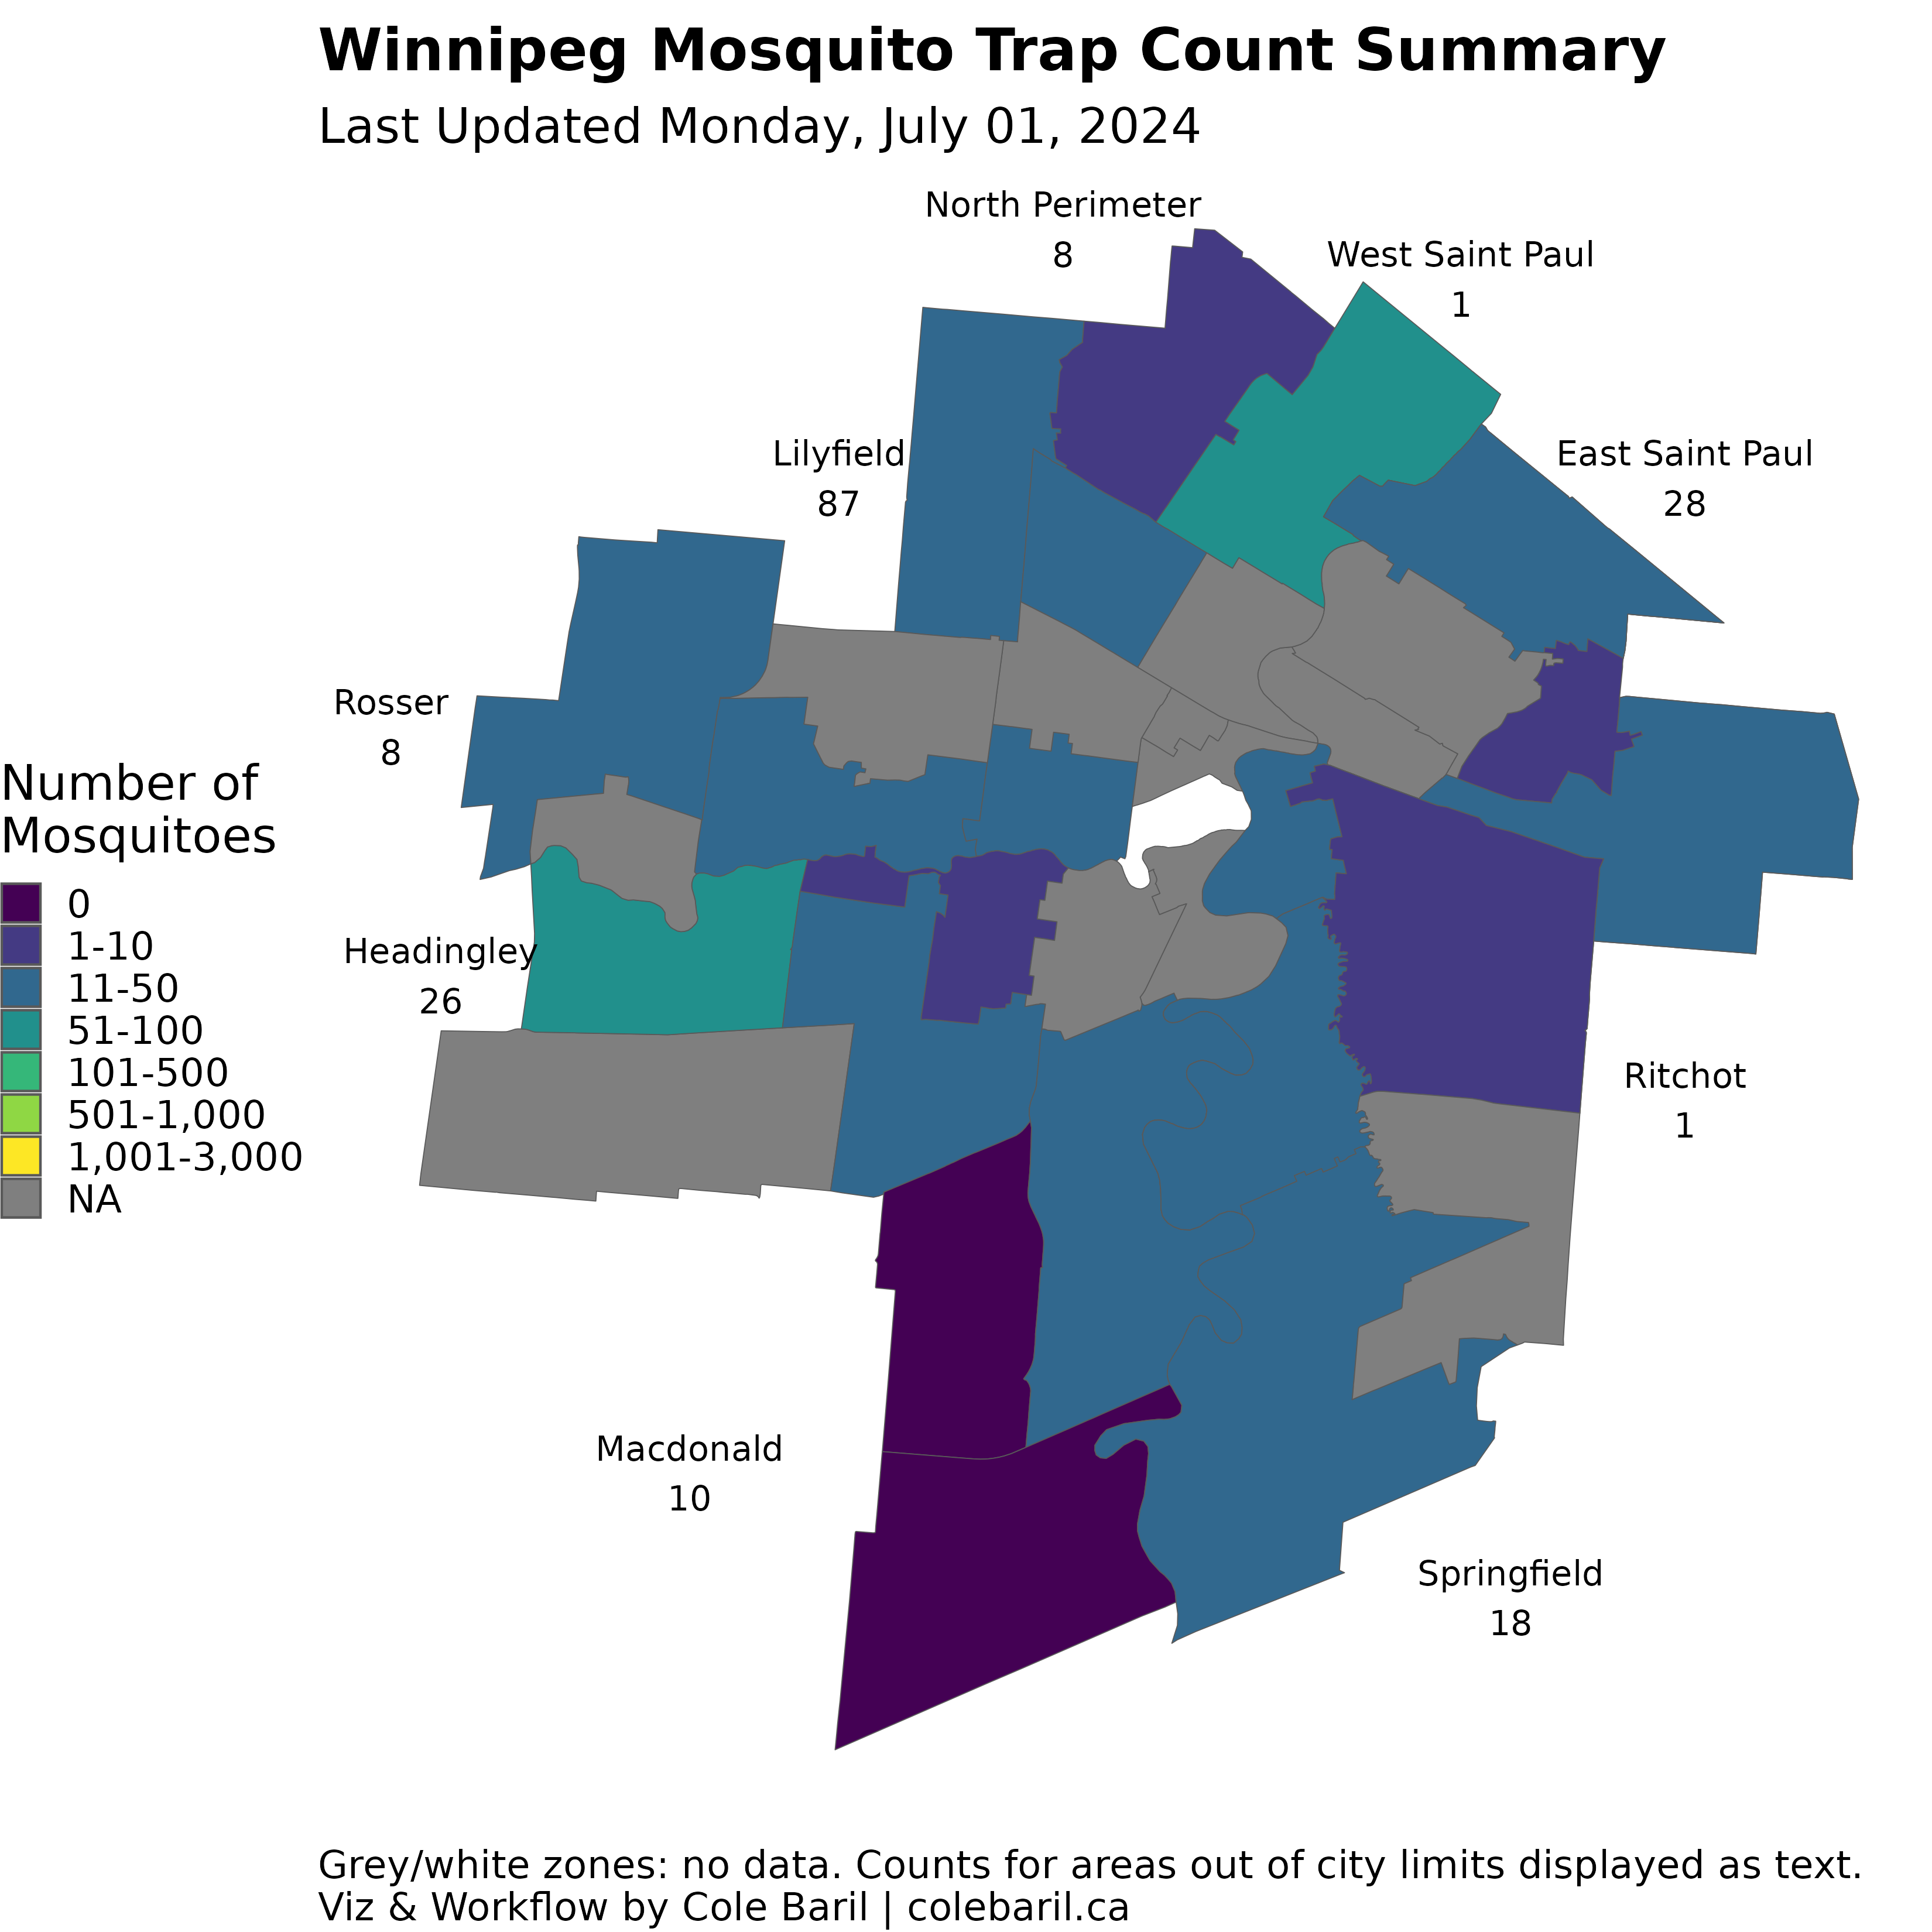 Winnipeg Mosquito Trap Count Summary
Last Updated Monday, July 01, 2024
North Perimeter
8
West Saint Paul
1
Lilyfield
87
East Saint Paul
28
Rosser
8
Number of
Mosquitoes
0
1-10
11-50
51-100
101-500
501-1,000
1,001-3,000
NA
Headingley
26
Ritchot
1
Macdonald
10
Springfield
18
Grey/white zones: no data. Counts for areas out of city limits displayed as text.
Viz & Workflow by Cole Baril | colebaril.ca